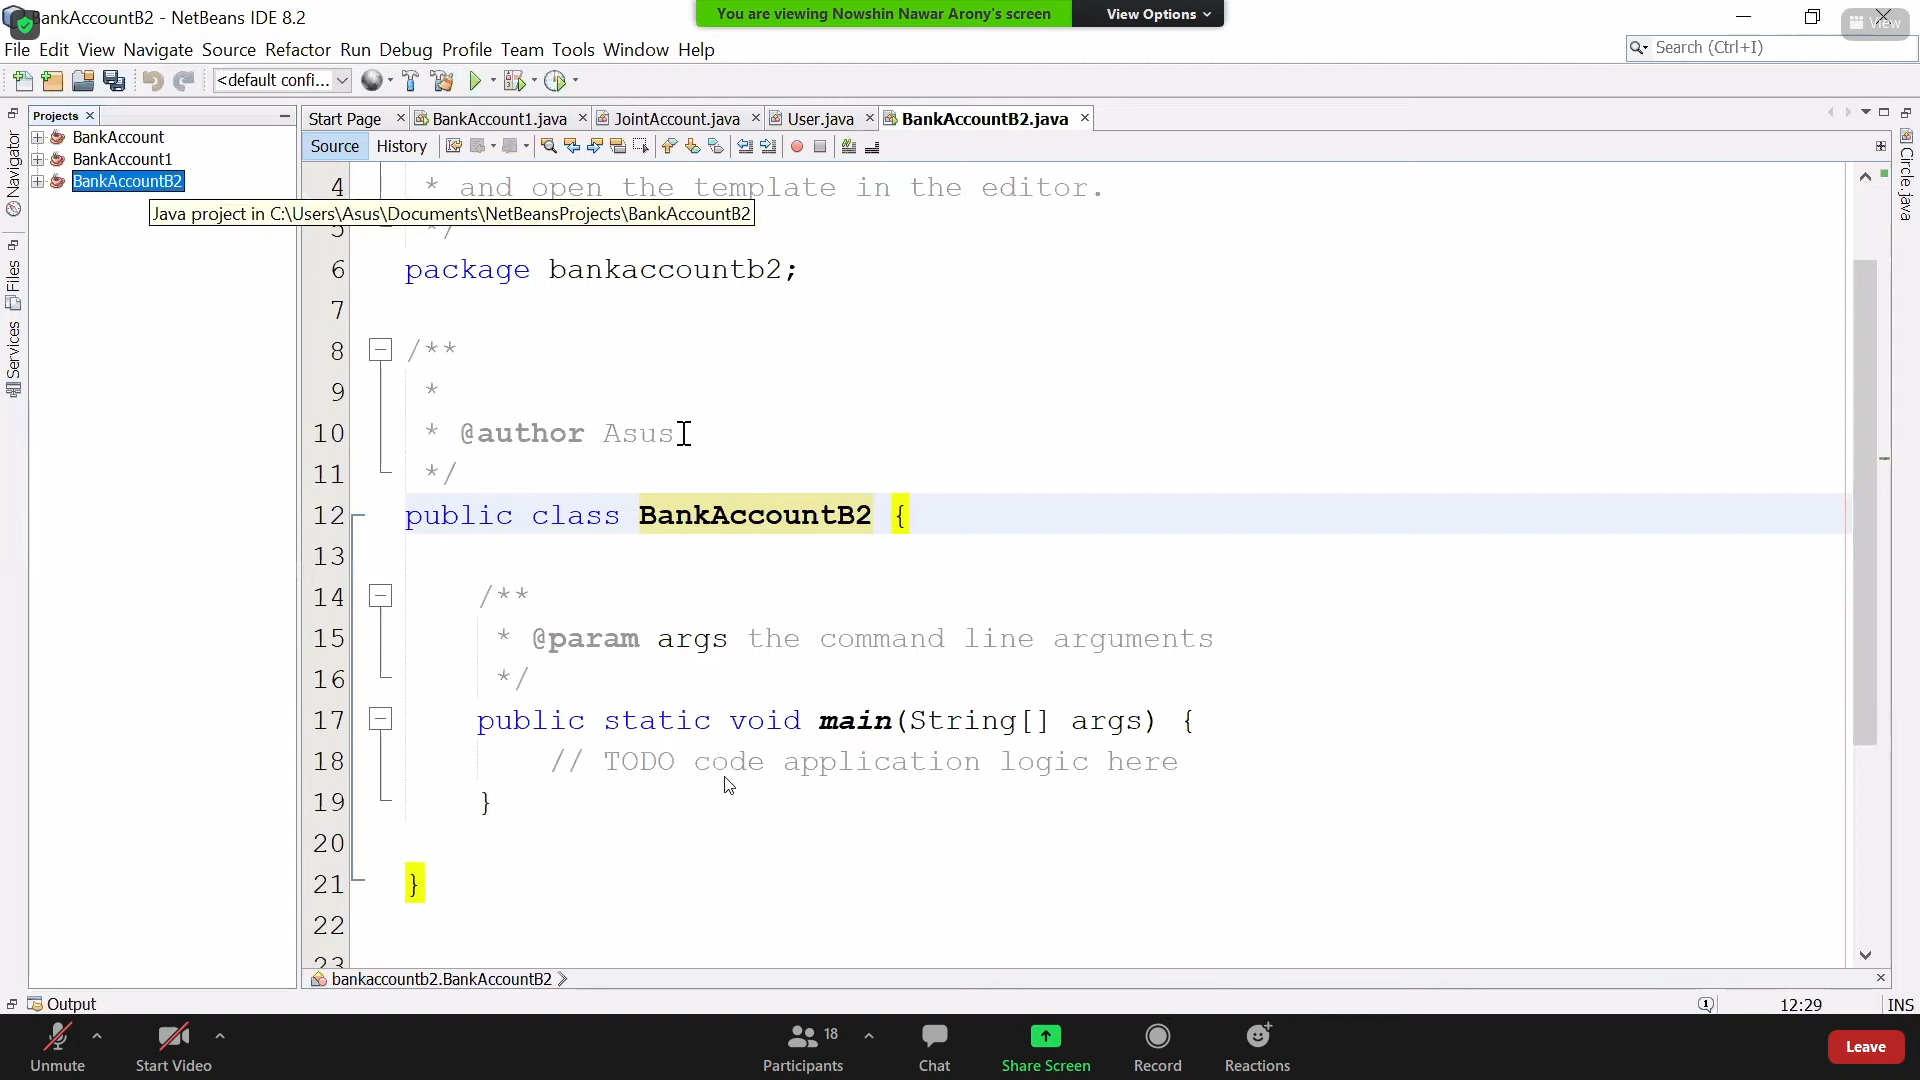 BankAccountB2 - NetBeans IDE 8.2
You are viewing Nowshin Nawar Arony's screen
View Options
View
File Edit View Navigate Source Refactor Run Debug Profile Team Tools Window Help
Search (Ctrl+I)
<default confi...
Projects
Start Page
BankAccount1.java
JointAccount.java
User.java
BankAccountB2.java
BankAccount
BankAccount1
BankAccountB2
Source History
Navigator
Files
Services
Circle.java
Java project in C:\Users\Asus\Documents\NetBeansProjects\BankAccountB2
4 * and open the template in the editor.
5 */
6 package bankaccountb2;
7
8 /**
9 *
10 * @author Asus
11 */
12 public class BankAccountB2 {
13
14 /**
15 * @param args the command line arguments
16 */
17 public static void main(String[] args) {
18 // TODO code application logic here
19 }
20
21 }
22
23
bankaccountb2.BankAccountB2
Output
1
12:29
INS
Unmute
Start Video
18
Participants
Chat
Share Screen
Record
Reactions
Leave